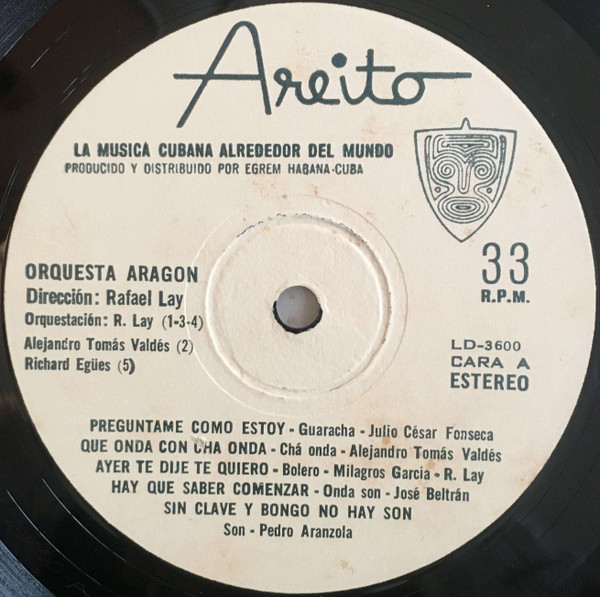 Areito
LA MUSICA CUBANA ALREDEDOR DEL MUNDO
PRODUCIDO Y DISTRIBUIDO POR EGREM HABANA-CUBA
ORQUESTA ARAGON
Dirección: Rafael Lay
Orquestación: R. Lay (1-3-4)
Alejandro Tomás Valdés (2)
Richard Egües (5)
33
R.P.M.
LD-3600
CARA A
ESTEREO
PREGUNTAME COMO ESTOY - Guaracha - Julio César Fonseca
QUE ONDA CON CHA ONDA - Chá onda - Alejandro Tomás Valdés
AYER TE DIJE TE QUIERO - Bolero - Milagros García - R. Lay
HAY QUE SABER COMENZAR - Onda son - José Beltrán
SIN CLAVE Y BONGO NO HAY SON
Son - Pedro Aranzola